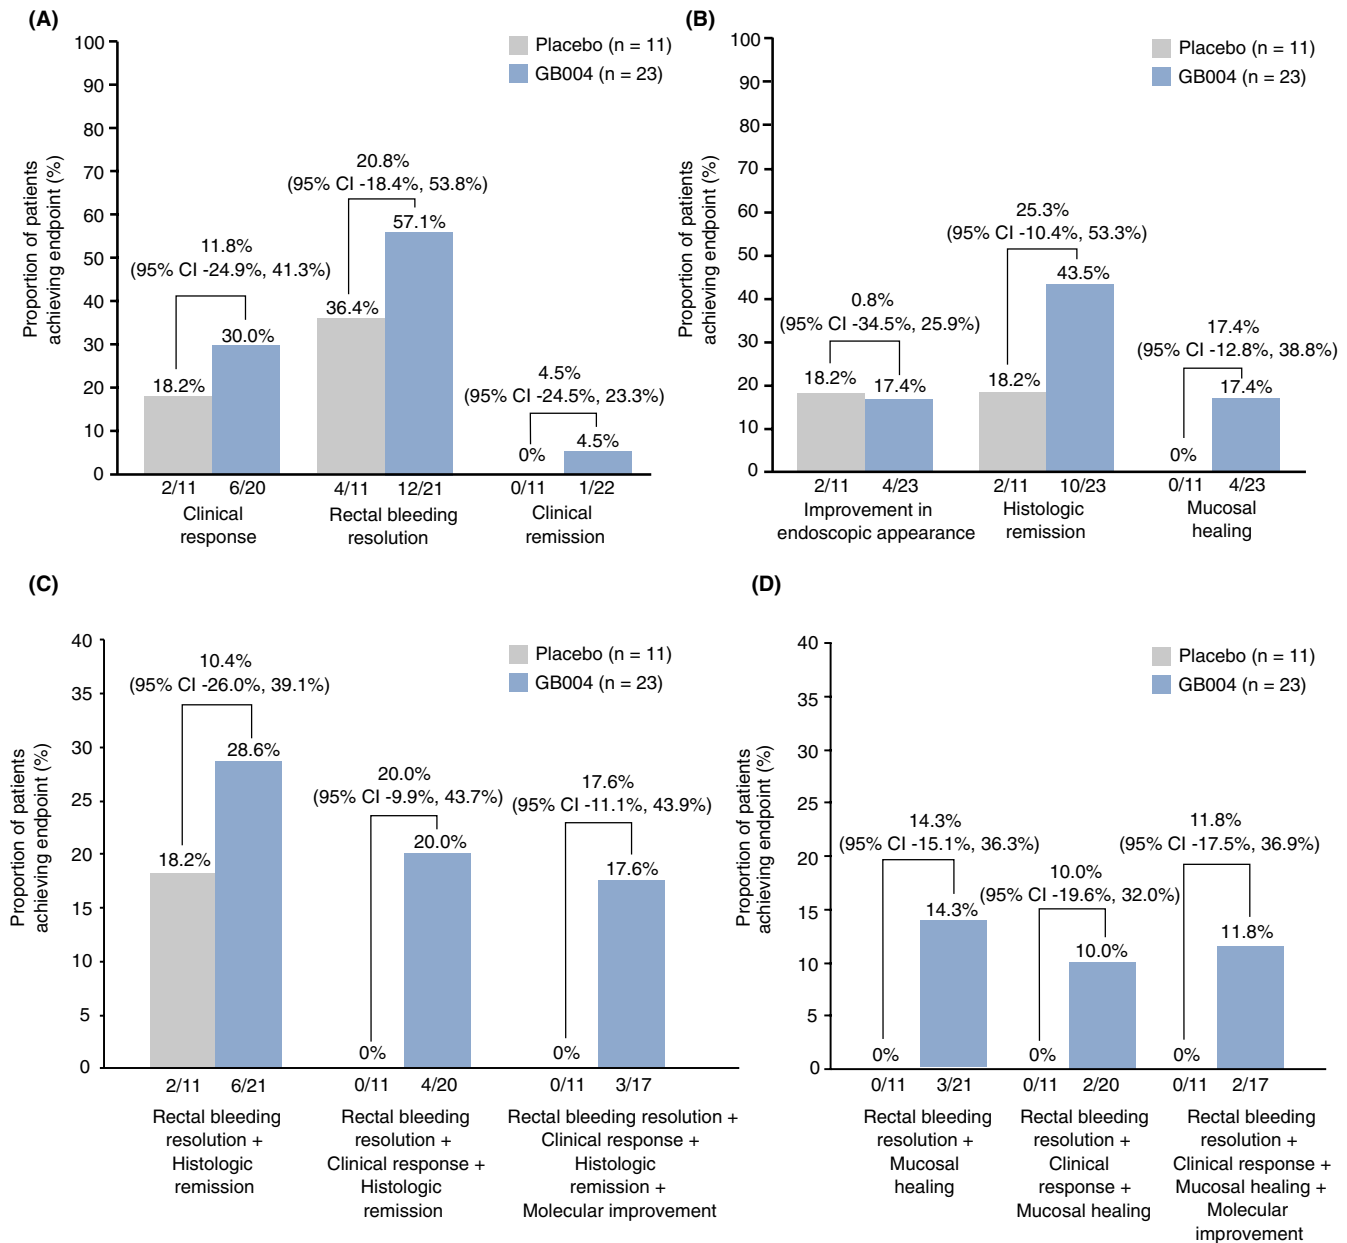 (A)
Proportion of patients
achieving endpoint (%)
100
90
80
70
60
50
40
30
20
10
0
Placebo (n = 11)
GB004 (n = 23)
11.8%
(95% CI -24.9%, 41.3%)
18.2%
30.0%
20.8%
(95% CI -18.4%, 53.8%)
36.4%
57.1%
4.5%
(95% CI -24.5%, 23.3%)
0%
4.5%
2/11 6/20 4/11 12/21 0/11 1/22
Clinical
response
Rectal bleeding
resolution
Clinical
remission
(B)
Proportion of patients
achieving endpoint (%)
100
90
80
70
60
50
40
30
20
10
0
Placebo (n = 11)
GB004 (n = 23)
0.8%
(95% CI -34.5%, 25.9%)
18.2%
17.4%
25.3%
(95% CI -10.4%, 53.3%)
18.2%
43.5%
17.4%
(95% CI -12.8%, 38.8%)
0%
17.4%
2/11 4/23 2/11 10/23 0/11 4/23
Improvement in
endoscopic appearance
Histologic
remission
Mucosal
healing
(C)
Proportion of patients
achieving endpoint (%)
40
35
30
25
20
15
10
5
0
Placebo (n = 11)
GB004 (n = 23)
10.4%
(95% CI -26.0%, 39.1%)
18.2%
28.6%
20.0%
(95% CI -9.9%, 43.7%)
0%
20.0%
17.6%
(95% CI -11.1%, 43.9%)
0%
17.6%
2/11 6/21 0/11 4/20 0/11 3/17
Rectal bleeding
resolution +
Histologic
remission
Rectal bleeding
resolution +
Clinical response +
Histologic
remission
Rectal bleeding resolution +
Clinical response +
Histologic
remission +
Molecular improvement
(D)
Proportion of patients
achieving endpoint (%)
40
35
30
25
20
15
10
5
0
Placebo (n = 11)
GB004 (n = 23)
14.3%
(95% CI -15.1%, 36.3%)
0%
14.3%
10.0%
(95% CI -19.6%, 32.0%)
0%
10.0%
11.8%
(95% CI -17.5%, 36.9%)
0%
11.8%
0/11 3/21 0/11 2/20 0/11 2/17
Rectal bleeding
resolution +
Mucosal
healing
Rectal bleeding
resolution +
Clinical
response +
Mucosal healing
Rectal bleeding
resolution +
Clinical response +
Mucosal healing +
Molecular
improvement